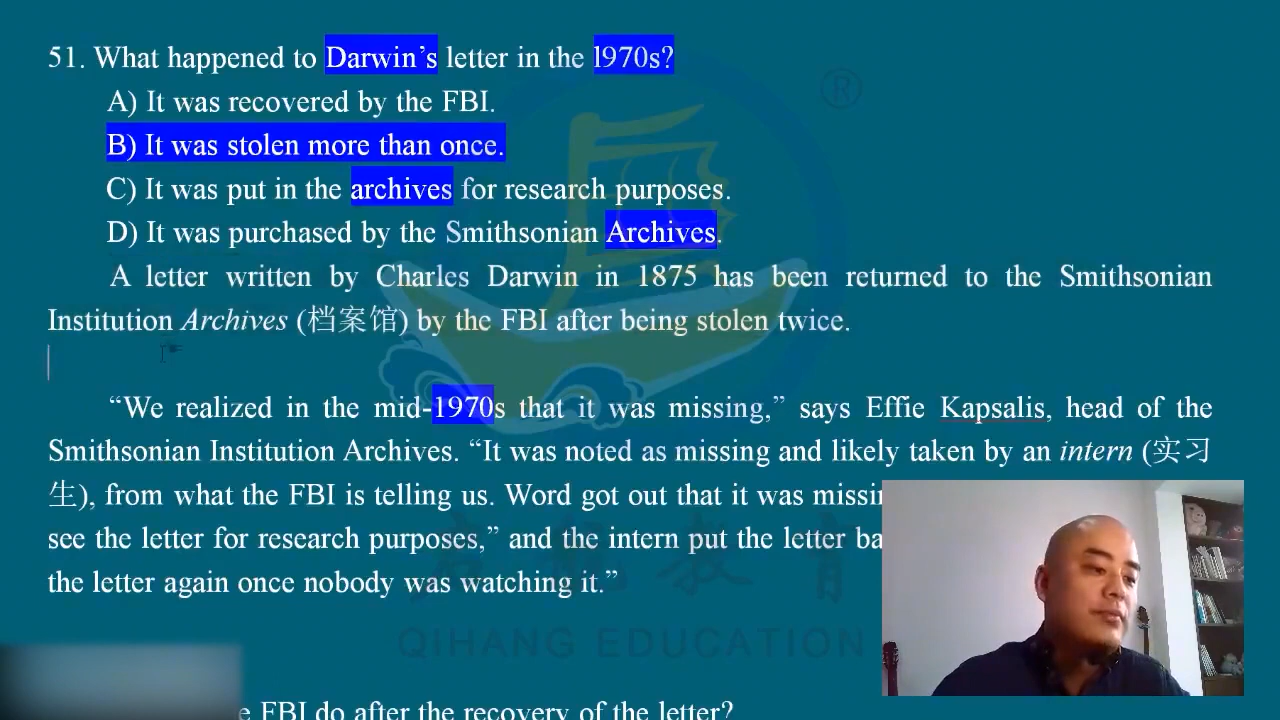 51. What happened to Darwin's letter in the l970s?
A) It was recovered by the FBI.
B) It was stolen more than once.
C) It was put in the archives for research purposes.
D) It was purchased by the Smithsonian Archives.
A letter written by Charles Darwin in 1875 has been returned to the Smithsonian
Institution Archives (档案馆) by the FBI after being stolen twice.
“We realized in the mid-1970s that it was missing,” says Effie Kapsalis, head of the
Smithsonian Institution Archives. “It was noted as missing and likely taken by an intern (实习
生), from what the FBI is telling us. Word got out that it was
see the letter for research purposes,” and the intern put the letter
the letter again once nobody was watching it.”
QIHANG EDUCATION
FBI do after the recovery of the letter?